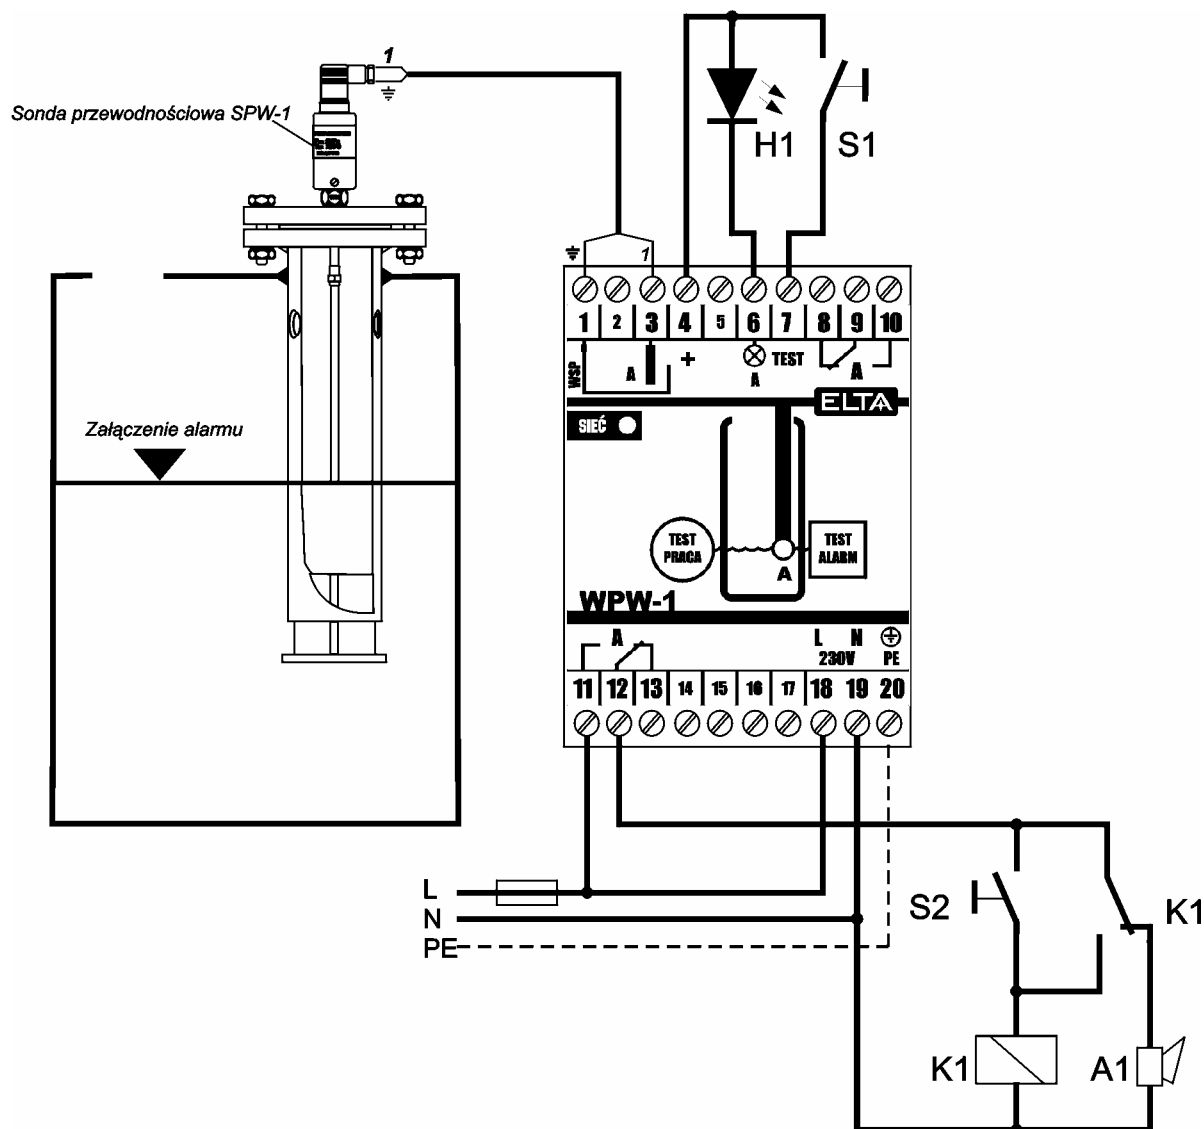 1
Sonda przewodnościowa SPW-1
H1
S1
1
1 2 3 4 5 6 7 8 9 10
WSP
A
+
A
TEST
A
ELTA
SIEĆ
Załączenie alarmu
TEST PRACA
TEST ALARM
A
WPW-1
A
L N
230V PE
11 12 13 14 15 16 17 18 19 20
L
N
PE
S2
K1
K1
A1